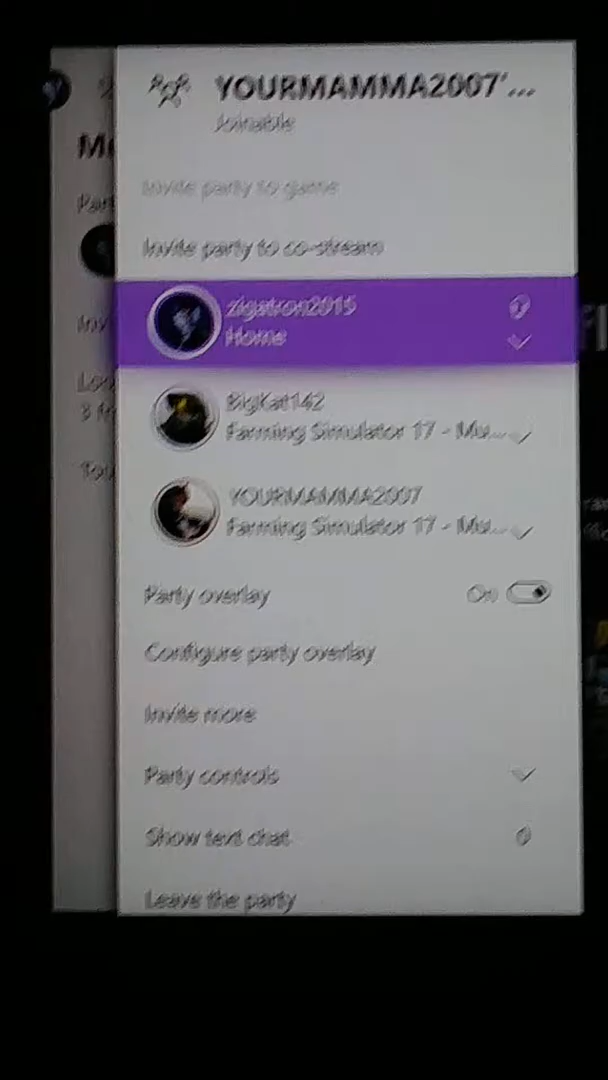 YOURMAMMA2007'...
Joinable
Invite party to game
Invite party to co-stream
zigatron2015
Home
BigKat142
Farming Simulator 17 - Mu...
YOURMAMMA2007
Farming Simulator 17 - Mu...
Party overlay
On
Configure party overlay
Invite more
Party controls
Show text chat
Leave the party